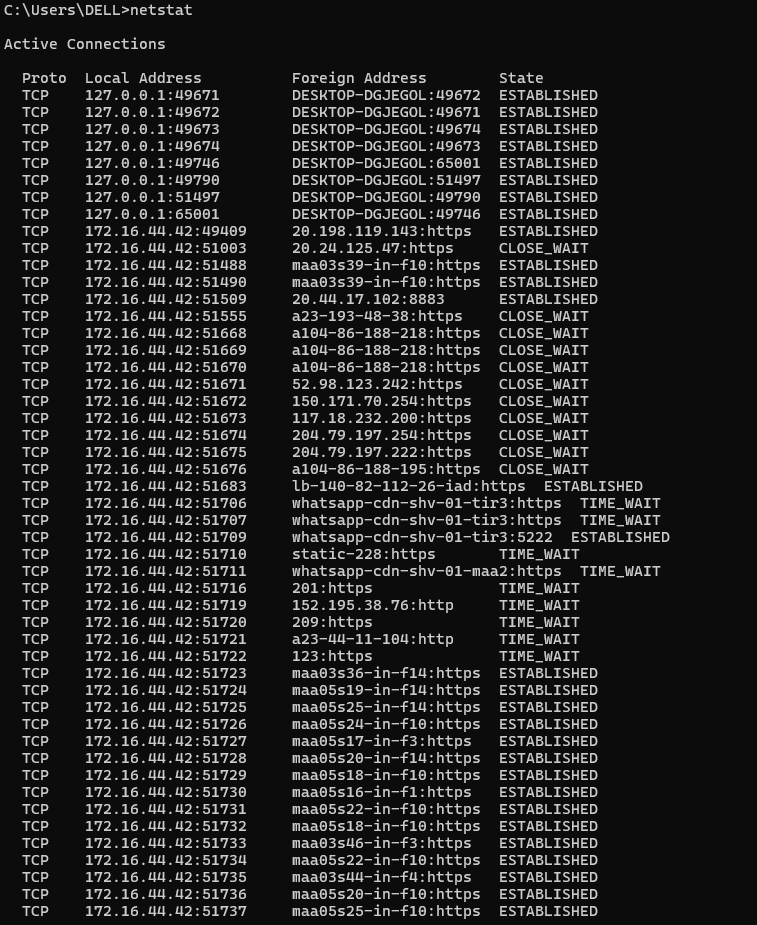 C:\Users\DELL>netstat
Active Connections
Proto  Local Address          Foreign Address        State
TCP    127.0.0.1:49671        DESKTOP-DGJEGOL:49672  ESTABLISHED
TCP    127.0.0.1:49672        DESKTOP-DGJEGOL:49671  ESTABLISHED
TCP    127.0.0.1:49673        DESKTOP-DGJEGOL:49674  ESTABLISHED
TCP    127.0.0.1:49674        DESKTOP-DGJEGOL:49673  ESTABLISHED
TCP    127.0.0.1:49746        DESKTOP-DGJEGOL:65001  ESTABLISHED
TCP    127.0.0.1:49790        DESKTOP-DGJEGOL:51497  ESTABLISHED
TCP    127.0.0.1:51497        DESKTOP-DGJEGOL:49790  ESTABLISHED
TCP    127.0.0.1:65001        DESKTOP-DGJEGOL:49746  ESTABLISHED
TCP    172.16.44.42:49409     20.198.119.143:https   ESTABLISHED
TCP    172.16.44.42:51003     20.24.125.47:https     CLOSE_WAIT
TCP    172.16.44.42:51488     maa03s39-in-f10:https  ESTABLISHED
TCP    172.16.44.42:51490     maa03s39-in-f10:https  ESTABLISHED
TCP    172.16.44.42:51509     20.44.17.102:8883      ESTABLISHED
TCP    172.16.44.42:51555     a23-193-48-38:https    CLOSE_WAIT
TCP    172.16.44.42:51668     a104-86-188-218:https  CLOSE_WAIT
TCP    172.16.44.42:51669     a104-86-188-218:https  CLOSE_WAIT
TCP    172.16.44.42:51670     a104-86-188-218:https  CLOSE_WAIT
TCP    172.16.44.42:51671     52.98.123.242:https    CLOSE_WAIT
TCP    172.16.44.42:51672     150.171.70.254:https   CLOSE_WAIT
TCP    172.16.44.42:51673     117.18.232.200:https   CLOSE_WAIT
TCP    172.16.44.42:51674     204.79.197.254:https   CLOSE_WAIT
TCP    172.16.44.42:51675     204.79.197.222:https   CLOSE_WAIT
TCP    172.16.44.42:51676     a104-86-188-195:https  CLOSE_WAIT
TCP    172.16.44.42:51683     lb-140-82-112-26-iad:https  ESTABLISHED
TCP    172.16.44.42:51706     whatsapp-cdn-shv-01-tir3:https  TIME_WAIT
TCP    172.16.44.42:51707     whatsapp-cdn-shv-01-tir3:https  TIME_WAIT
TCP    172.16.44.42:51709     whatsapp-cdn-shv-01-tir3:5222  ESTABLISHED
TCP    172.16.44.42:51710     static-228:https       TIME_WAIT
TCP    172.16.44.42:51711     whatsapp-cdn-shv-01-maa2:https  TIME_WAIT
TCP    172.16.44.42:51716     201:https              TIME_WAIT
TCP    172.16.44.42:51719     152.195.38.76:http     TIME_WAIT
TCP    172.16.44.42:51720     209:https              TIME_WAIT
TCP    172.16.44.42:51721     a23-44-11-104:http     TIME_WAIT
TCP    172.16.44.42:51722     123:https              TIME_WAIT
TCP    172.16.44.42:51723     maa03s36-in-f14:https  ESTABLISHED
TCP    172.16.44.42:51724     maa05s19-in-f14:https  ESTABLISHED
TCP    172.16.44.42:51725     maa05s25-in-f14:https  ESTABLISHED
TCP    172.16.44.42:51726     maa05s24-in-f10:https  ESTABLISHED
TCP    172.16.44.42:51727     maa05s17-in-f3:https   ESTABLISHED
TCP    172.16.44.42:51728     maa05s20-in-f14:https  ESTABLISHED
TCP    172.16.44.42:51729     maa05s18-in-f10:https  ESTABLISHED
TCP    172.16.44.42:51730     maa05s16-in-f1:https   ESTABLISHED
TCP    172.16.44.42:51731     maa05s22-in-f10:https  ESTABLISHED
TCP    172.16.44.42:51732     maa05s18-in-f10:https  ESTABLISHED
TCP    172.16.44.42:51733     maa03s46-in-f3:https   ESTABLISHED
TCP    172.16.44.42:51734     maa05s22-in-f10:https  ESTABLISHED
TCP    172.16.44.42:51735     maa03s44-in-f4:https   ESTABLISHED
TCP    172.16.44.42:51736     maa05s20-in-f10:https  ESTABLISHED
TCP    172.16.44.42:51737     maa05s25-in-f10:https  ESTABLISHED